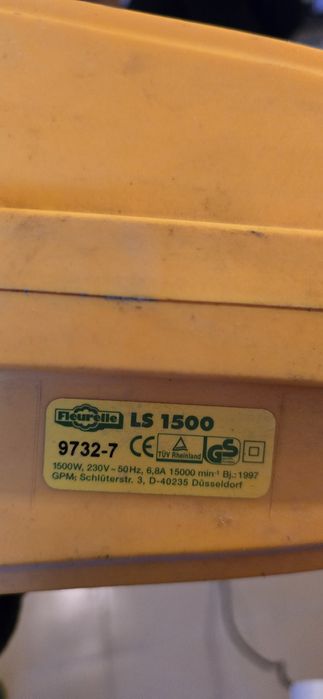 Fleurelle LS 1500
9732-7 CE TÜV Rheinland GS
1500W, 230V ~ 50Hz, 6,8A 15000 min⁻¹ Bj.: 1997
GPM; Schlüterstr. 3, D-40235 Düsseldorf